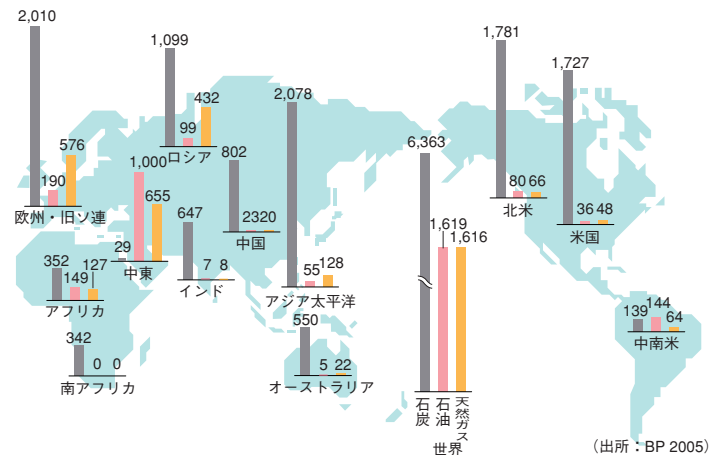 2,010
190
576
欧州・旧ソ連
1,099
99
432
ロシア
1,000
29
655
中東
352
149
127
アフリカ
342
0
0
南アフリカ
647
7
8
インド
802
2320
中国
2,078
55
128
アジア太平洋
550
5
22
オーストラリア
6,363
1,619
1,616
石炭
石油
天然ガス
世界
1,781
80
66
北米
1,727
36
48
米国
139
144
64
中南米
(出所：BP 2005)